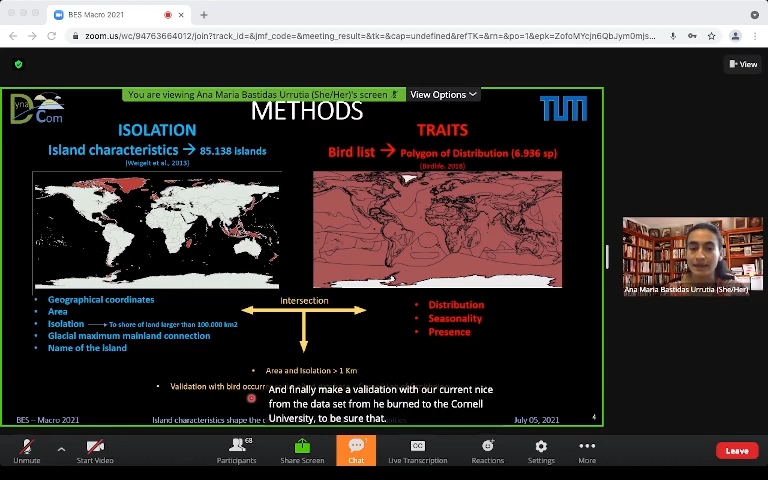 BES Macro 2021
zoom.us/wc/94763664012/join?track_id=&jmf_code=&meeting_result=&tk=&cap=undefined&refTK=&rn=&po=1&epk=ZofoMYcjn6QbJym0mjs...
View
You are viewing Ana Maria Bastidas Urrutia (She/Her)'s screen
View Options
Dyna
Com
METHODS
TUM
ISOLATION
Island characteristics → 85.138 islands
(Weigelt et al., 2013)
TRAITS
Bird list → Polygon of Distribution (6.936 sp)
(Birdlife, 2018)
• Geographical coordinates
• Area
• Isolation → To shore of land larger than 100.000 km2
• Glacial maximum mainland connection
• Name of the island
Intersection
• Distribution
• Seasonality
• Presence
• Area and Isolation > 1 Km
• Validation with bird occurr
And finally make a validation with our current nice
from the data set from he burned to the Cornell
University, to be sure that.
BES – Macro 2021
Island characteristics shape the c
July 05, 2021
4
Ana Maria Bastidas Urrutia (She/Her)
Unmute
Start Video
68
Participants
Share Screen
1
Chat
CC
Live Transcription
Reactions
Settings
More
Leave